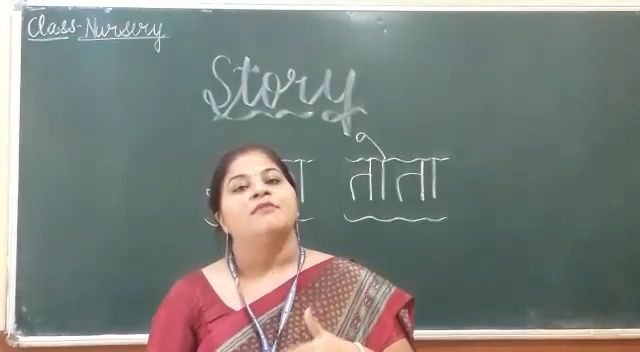 Class-Nursery
Story
तोता